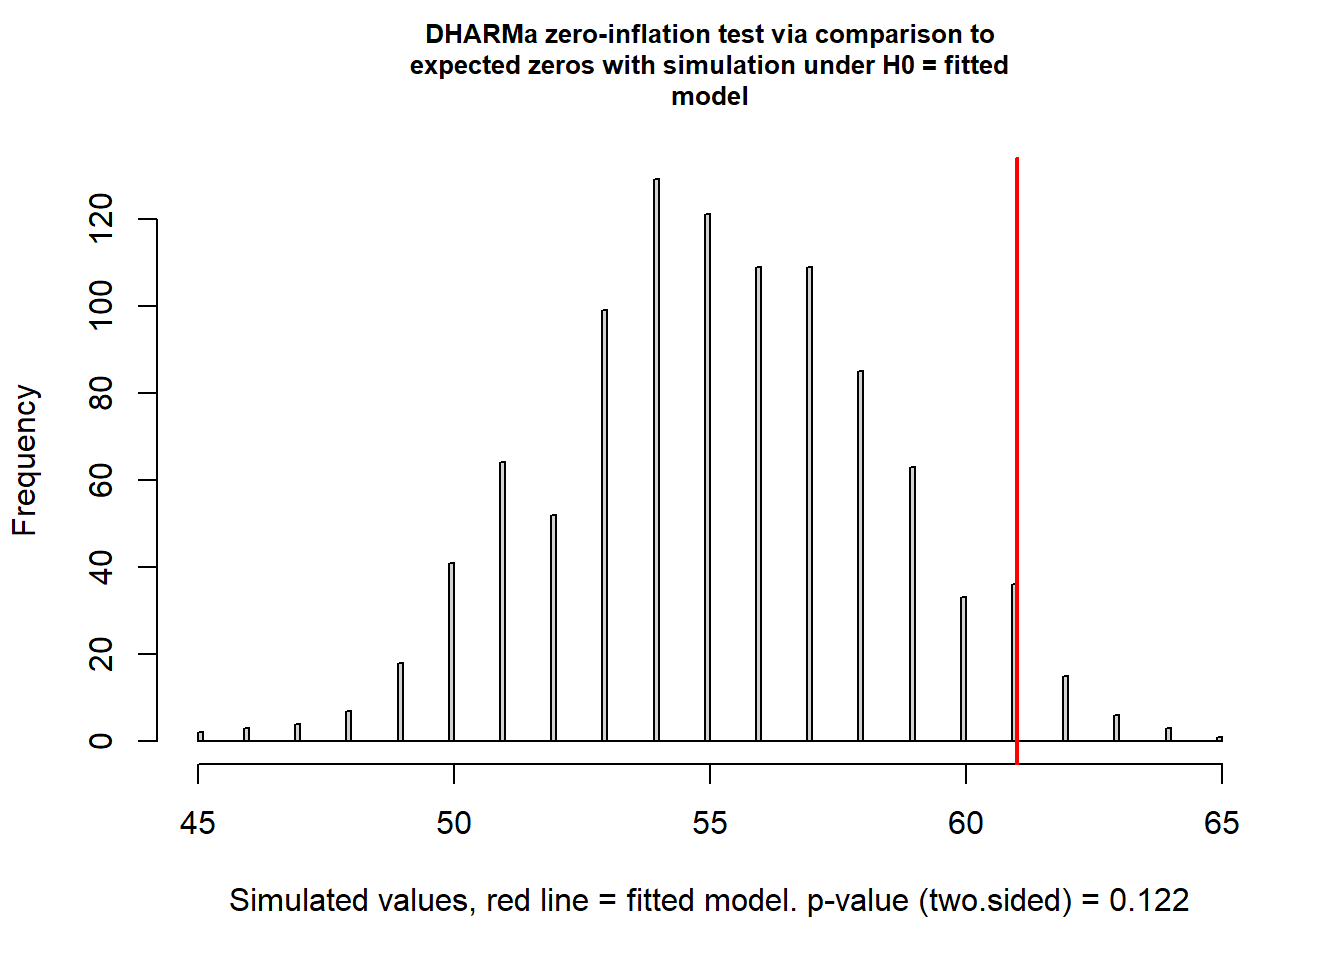 DHARMa zero-inflation test via comparison to
expected zeros with simulation under H0 = fitted
model
Frequency
120
100
80
60
40
20
0
45 50 55 60 65
Simulated values, red line = fitted model. p-value (two.sided) = 0.122